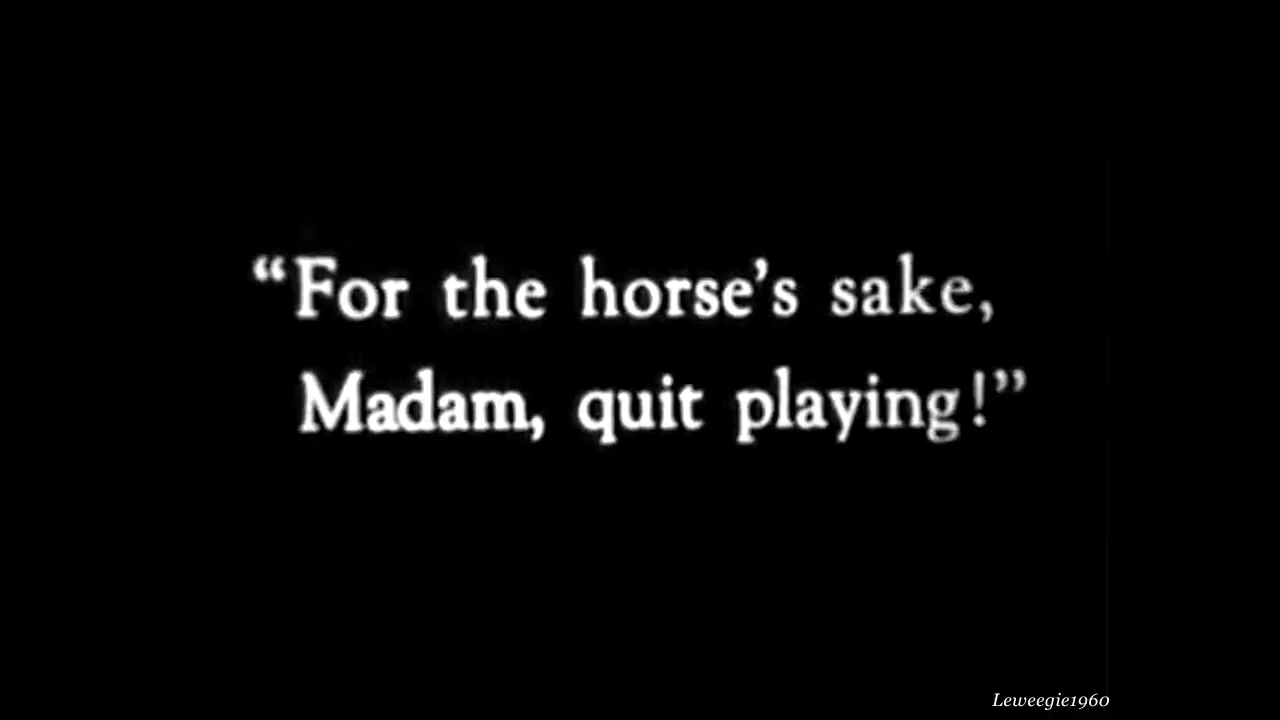 “For the horse’s sake,
Madam, quit playing!”
Leweegie1960